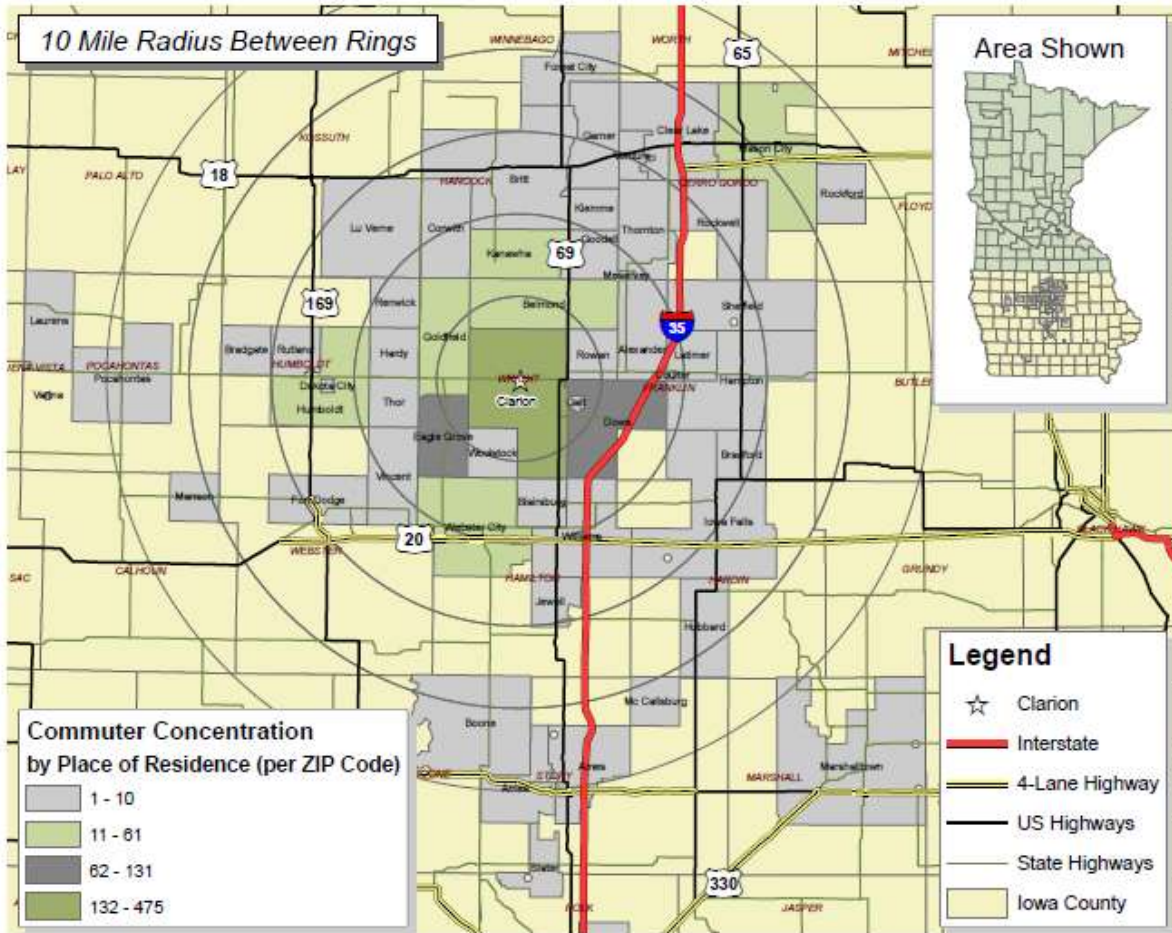 10 Mile Radius Between Rings
WINNEBAGO
WORTH
65
Area Shown
Forest City
KOSSUTH
Garner
Clear Lake
Mason City
18
PALO ALTO
HANCOCK
Britt
CERRO GORDO
Rockford
FLOYD
Klemme
Lu Verne
Corwith
Goodell
Thornton
Rockwell
Kanawha
69
Meservey
169
Renwick
Belmond
Sheffield
Laurens
Goldfield
35
Bradgate
Rutland
Hardy
Rowan
Alexander
Latimer
POCAHONTAS
HUMBOLDT
Pocahontas
Dakota City
WRIGHT
Coulter
Hampton
FRANKLIN
BUTLER
Varina
Humboldt
Thor
Clarion
Galt
Dows
Eagle Grove
Woolstock
Bradford
Vincent
Manson
Fort Dodge
Blairsburg
Iowa Falls
Webster City
20
Williams
WEBSTER
SAC
CALHOUN
HAMILTON
HARDIN
GRUNDY
Jewell
Hubbard
Mc Callsburg
Boone
STORY
Ames
MARSHALL
Marshalltown
Ames
Slater
330
POLK
JASPER
Commuter Concentration
by Place of Residence (per ZIP Code)
1 - 10
11 - 61
62 - 131
132 - 475
Legend
Clarion
Interstate
4-Lane Highway
US Highways
State Highways
Iowa County